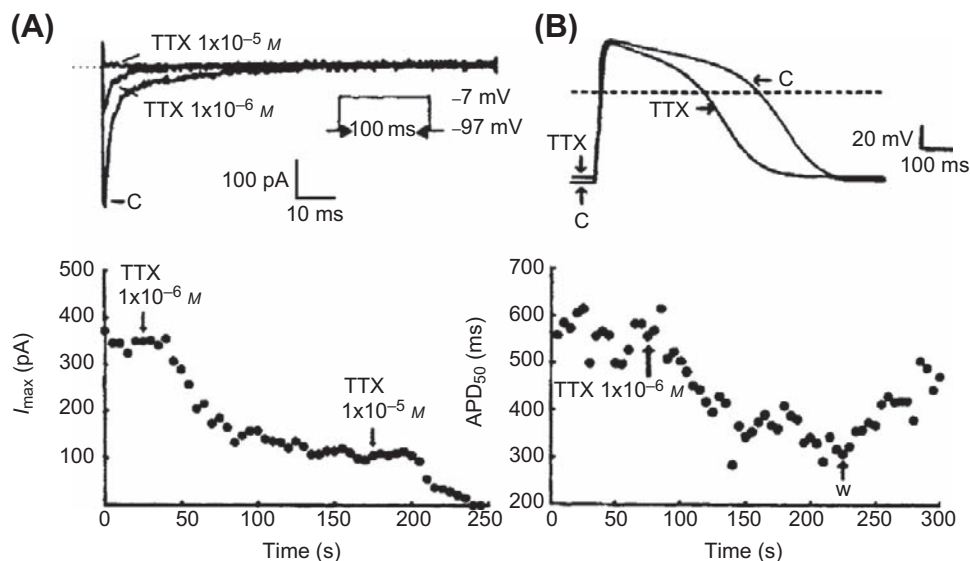 (A)
TTX 1x10⁻⁵ M
TTX 1x10⁻⁶ M
–7 mV
100 ms
–97 mV
100 pA
10 ms
C
500
400
300
200
100
Imax (pA)
TTX
1x10⁻⁶ M
TTX
1x10⁻⁵ M
0 50 100 150 200 250
Time (s)
(B)
C
TTX
20 mV
100 ms
TTX
C
700
600
500
400
300
200
APD50 (ms)
TTX 1x10⁻⁶ M
w
0 50 100 150 200 250 300
Time (s)